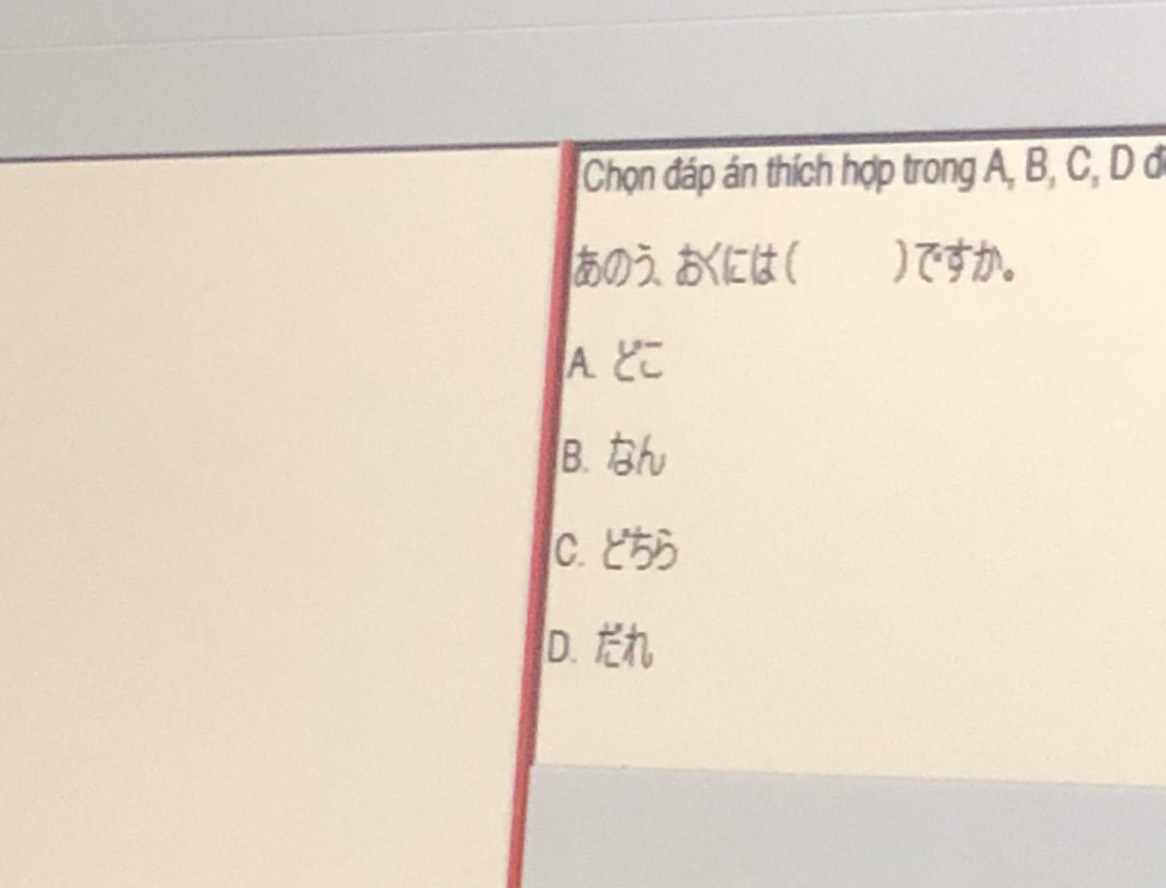 Chọn đáp án thích hợp trong A, B, C, D
あのう、おくには(　　　)ですか。
A. どこ
B. なん
C. どちら
D. だれ